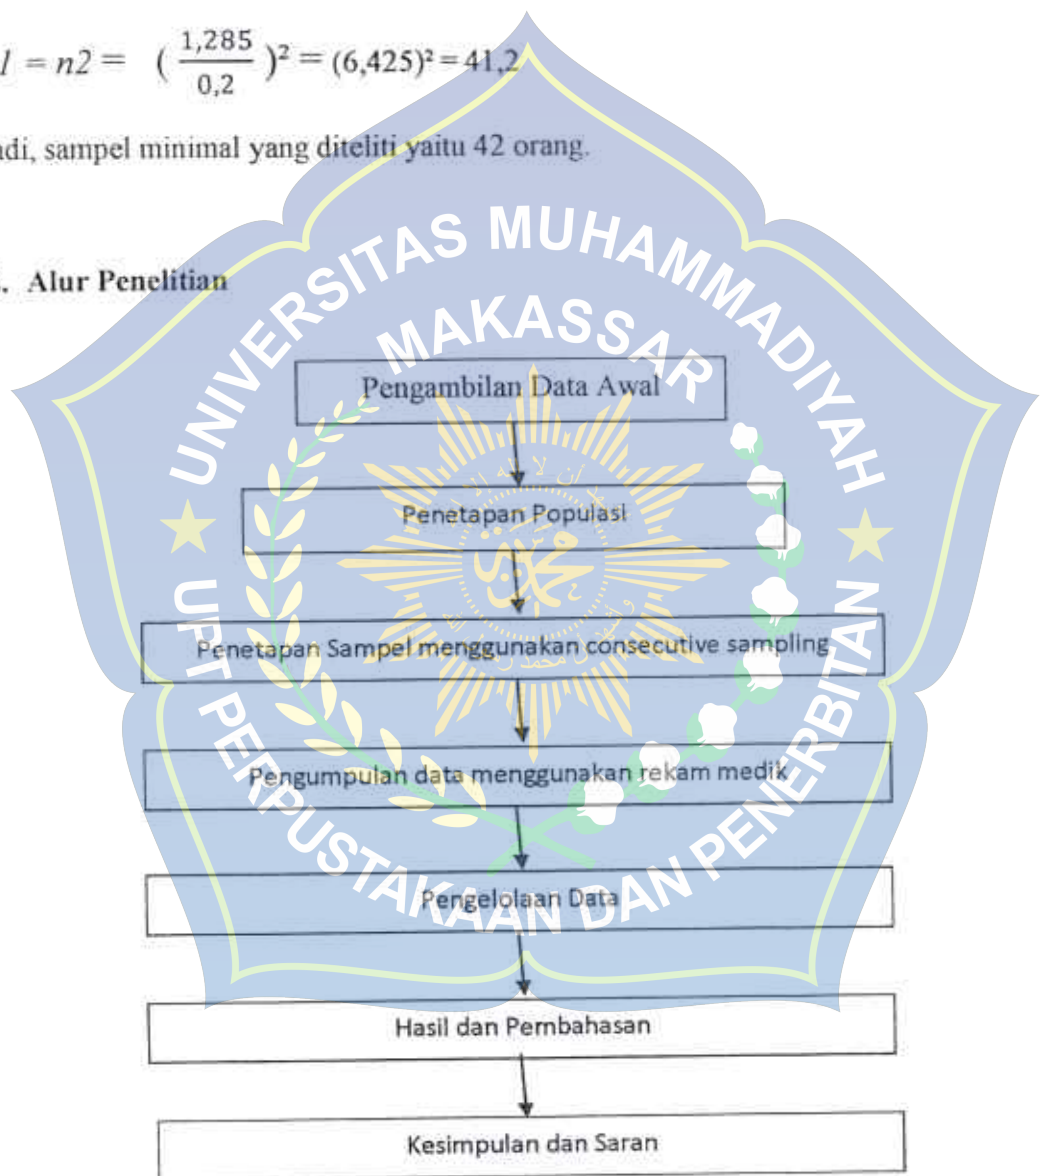 l = n2 = ( 1,285 / 0,2 )² = (6,425)² = 41,2
adi, sampel minimal yang diteliti yaitu 42 orang.
. Alur Penelitian
UNIVERSITAS MUHAMMADIYAH
MAKASSAR
Pengambilan Data Awal
Penetapan Populasi
Penetapan Sampel menggunakan consecutive sampling
Pengumpulan data menggunakan rekam medik
Pengelolaan Data
UPT PERPUSTAKAAN DAN PENERBITAN
Hasil dan Pembahasan
Kesimpulan dan Saran